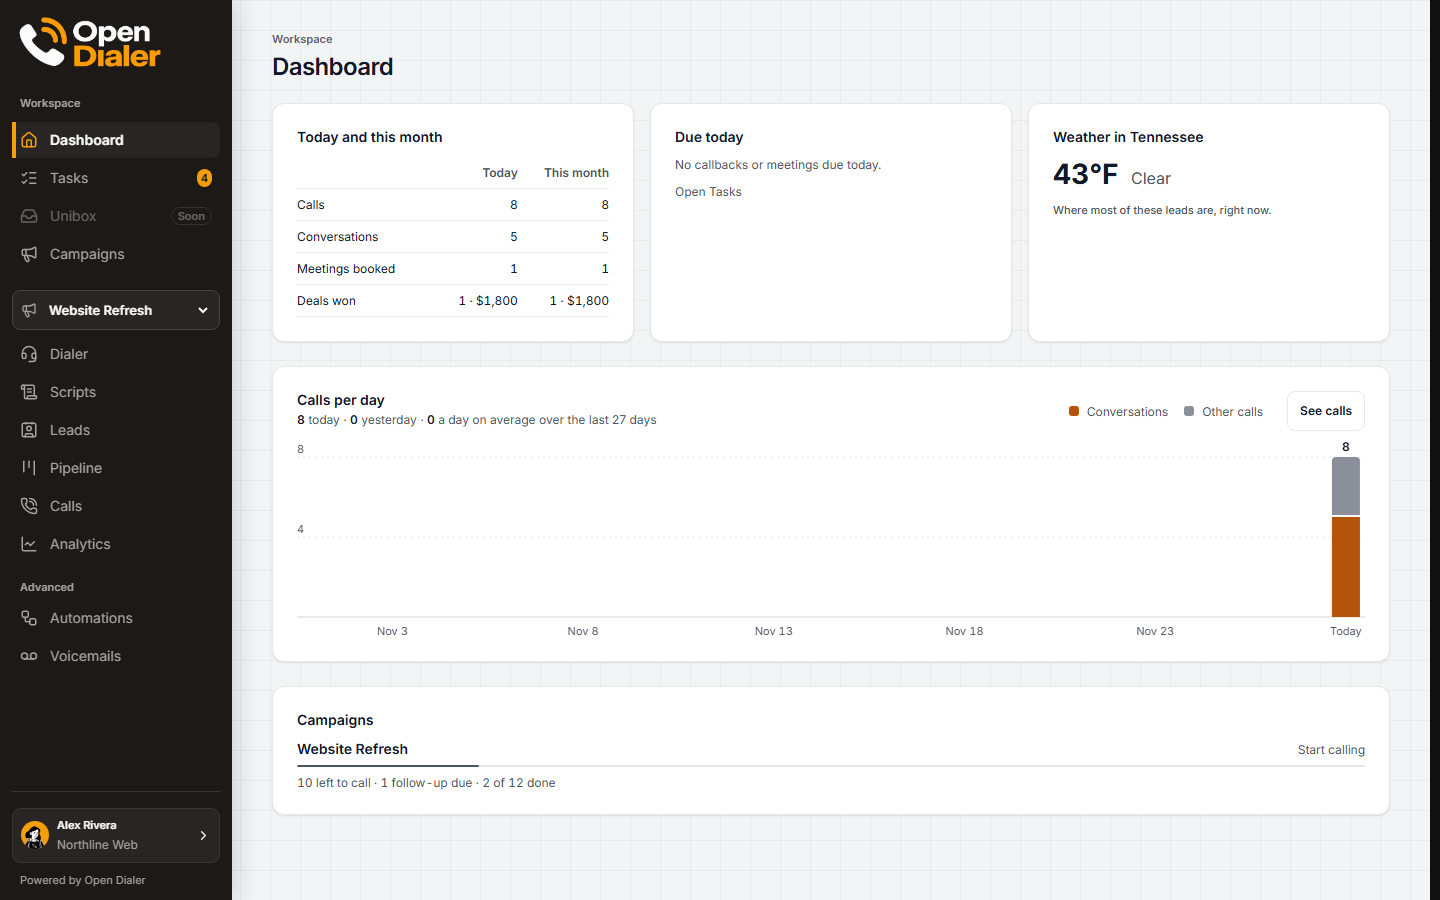 Open
Dialer
Workspace
Dashboard
Tasks 4
Unibox Soon
Campaigns
Website Refresh
Dialer
Scripts
Leads
Pipeline
Calls
Analytics
Advanced
Automations
Voicemails
Alex Rivera
Northline Web
Powered by Open Dialer
Workspace
Dashboard
Today and this month
Today This month
Calls 8 8
Conversations 5 5
Meetings booked 1 1
Deals won 1 · $1,800 1 · $1,800
Due today
No callbacks or meetings due today.
Open Tasks
Weather in Tennessee
43°F Clear
Where most of these leads are, right now.
Calls per day
8 today · 0 yesterday · 0 a day on average over the last 27 days
Conversations Other calls See calls
8
8
4
Nov 3 Nov 8 Nov 13 Nov 18 Nov 23 Today
Campaigns
Website Refresh Start calling
10 left to call · 1 follow-up due · 2 of 12 done